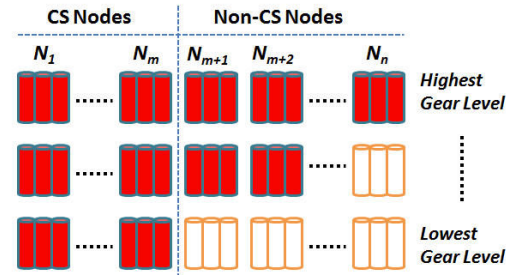 CS Nodes Non-CS Nodes
N1 Nm Nm+1 Nm+2 Nn
Highest
Gear Level
Lowest
Gear Level